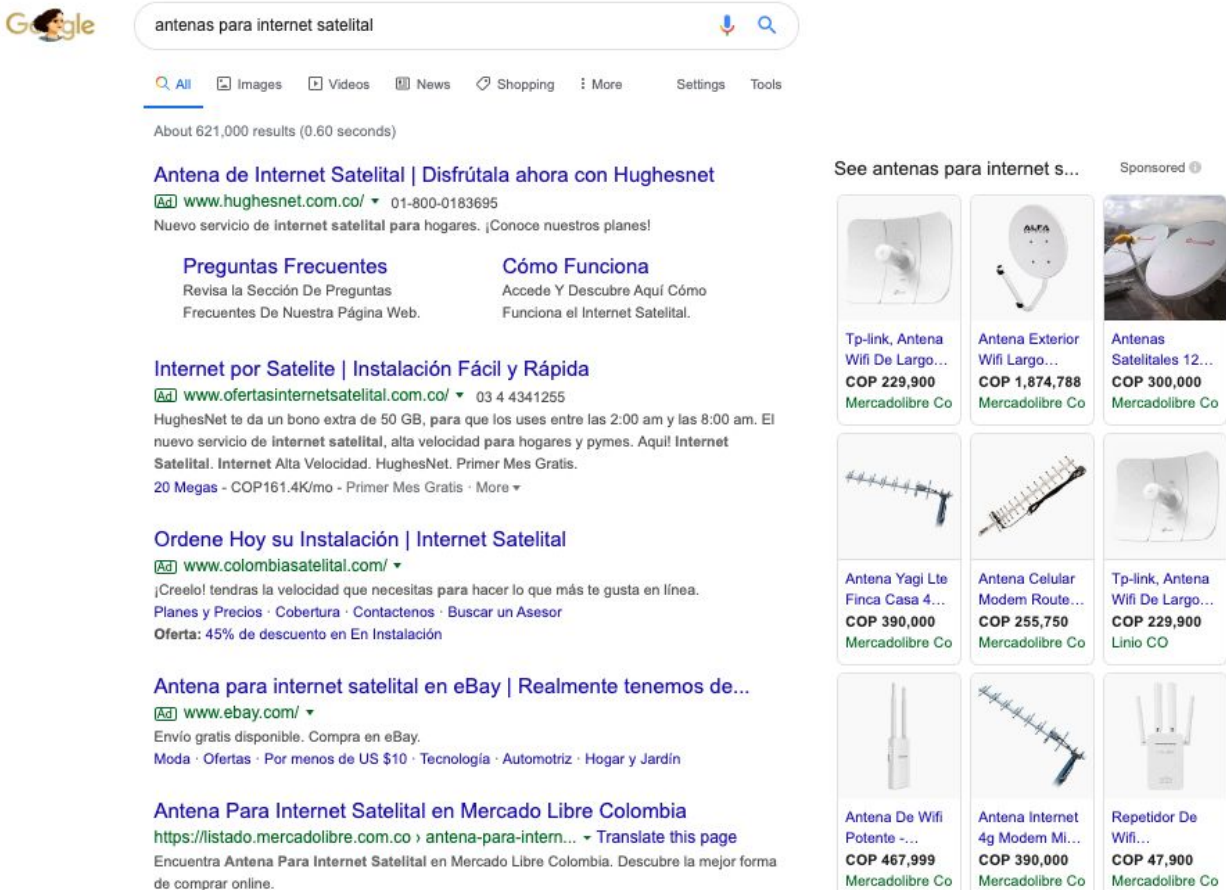 Google
antenas para internet satelital
All Images Videos News Shopping More Settings Tools
About 621,000 results (0.60 seconds)
Antena de Internet Satelital | Disfrútala ahora con Hughesnet
Ad www.hughesnet.com.co/ 01-800-0183695
Nuevo servicio de internet satelital para hogares. ¡Conoce nuestros planes!
Preguntas Frecuentes
Revisa la Sección De Preguntas
Frecuentes De Nuestra Página Web.
Cómo Funciona
Accede Y Descubre Aquí Cómo
Funciona el Internet Satelital.
Internet por Satelite | Instalación Fácil y Rápida
Ad www.ofertasinternetsatelital.com.co/ 03 4 4341255
HughesNet te da un bono extra de 50 GB, para que los uses entre las 2:00 am y las 8:00 am. El
nuevo servicio de internet satelital, alta velocidad para hogares y pymes. Aqui! Internet
Satelital. Internet Alta Velocidad. HughesNet. Primer Mes Gratis.
20 Megas - COP161.4K/mo - Primer Mes Gratis · More
Ordene Hoy su Instalación | Internet Satelital
Ad www.colombiasatelital.com/
¡Creelo! tendras la velocidad que necesitas para hacer lo que más te gusta en línea.
Planes y Precios · Cobertura · Contactenos · Buscar un Asesor
Oferta: 45% de descuento en En Instalación
Antena para internet satelital en eBay | Realmente tenemos de...
Ad www.ebay.com/
Envío gratis disponible. Compra en eBay.
Moda · Ofertas · Por menos de US $10 · Tecnología · Automotriz · Hogar y Jardín
Antena Para Internet Satelital en Mercado Libre Colombia
https://listado.mercadolibre.com.co › antena-para-intern... Translate this page
Encuentra Antena Para Internet Satelital en Mercado Libre Colombia. Descubre la mejor forma
de comprar online.
See antenas para internet s... Sponsored
ALFA
Tp-link, Antena
Wifi De Largo...
COP 229,900
Mercadolibre Co
Antena Exterior
Wifi Largo...
COP 1,874,788
Mercadolibre Co
Antenas
Satelitales 12...
COP 300,000
Mercadolibre Co
Antena Yagi Lte
Finca Casa 4...
COP 390,000
Mercadolibre Co
Antena Celular
Modem Route...
COP 255,750
Mercadolibre Co
Tp-link, Antena
Wifi De Largo...
COP 229,900
Linio CO
Antena De Wifi
Potente -...
COP 467,999
Mercadolibre Co
Antena Internet
4g Modem Mi...
COP 390,000
Mercadolibre Co
Repetidor De
Wifi...
COP 47,900
Mercadolibre Co